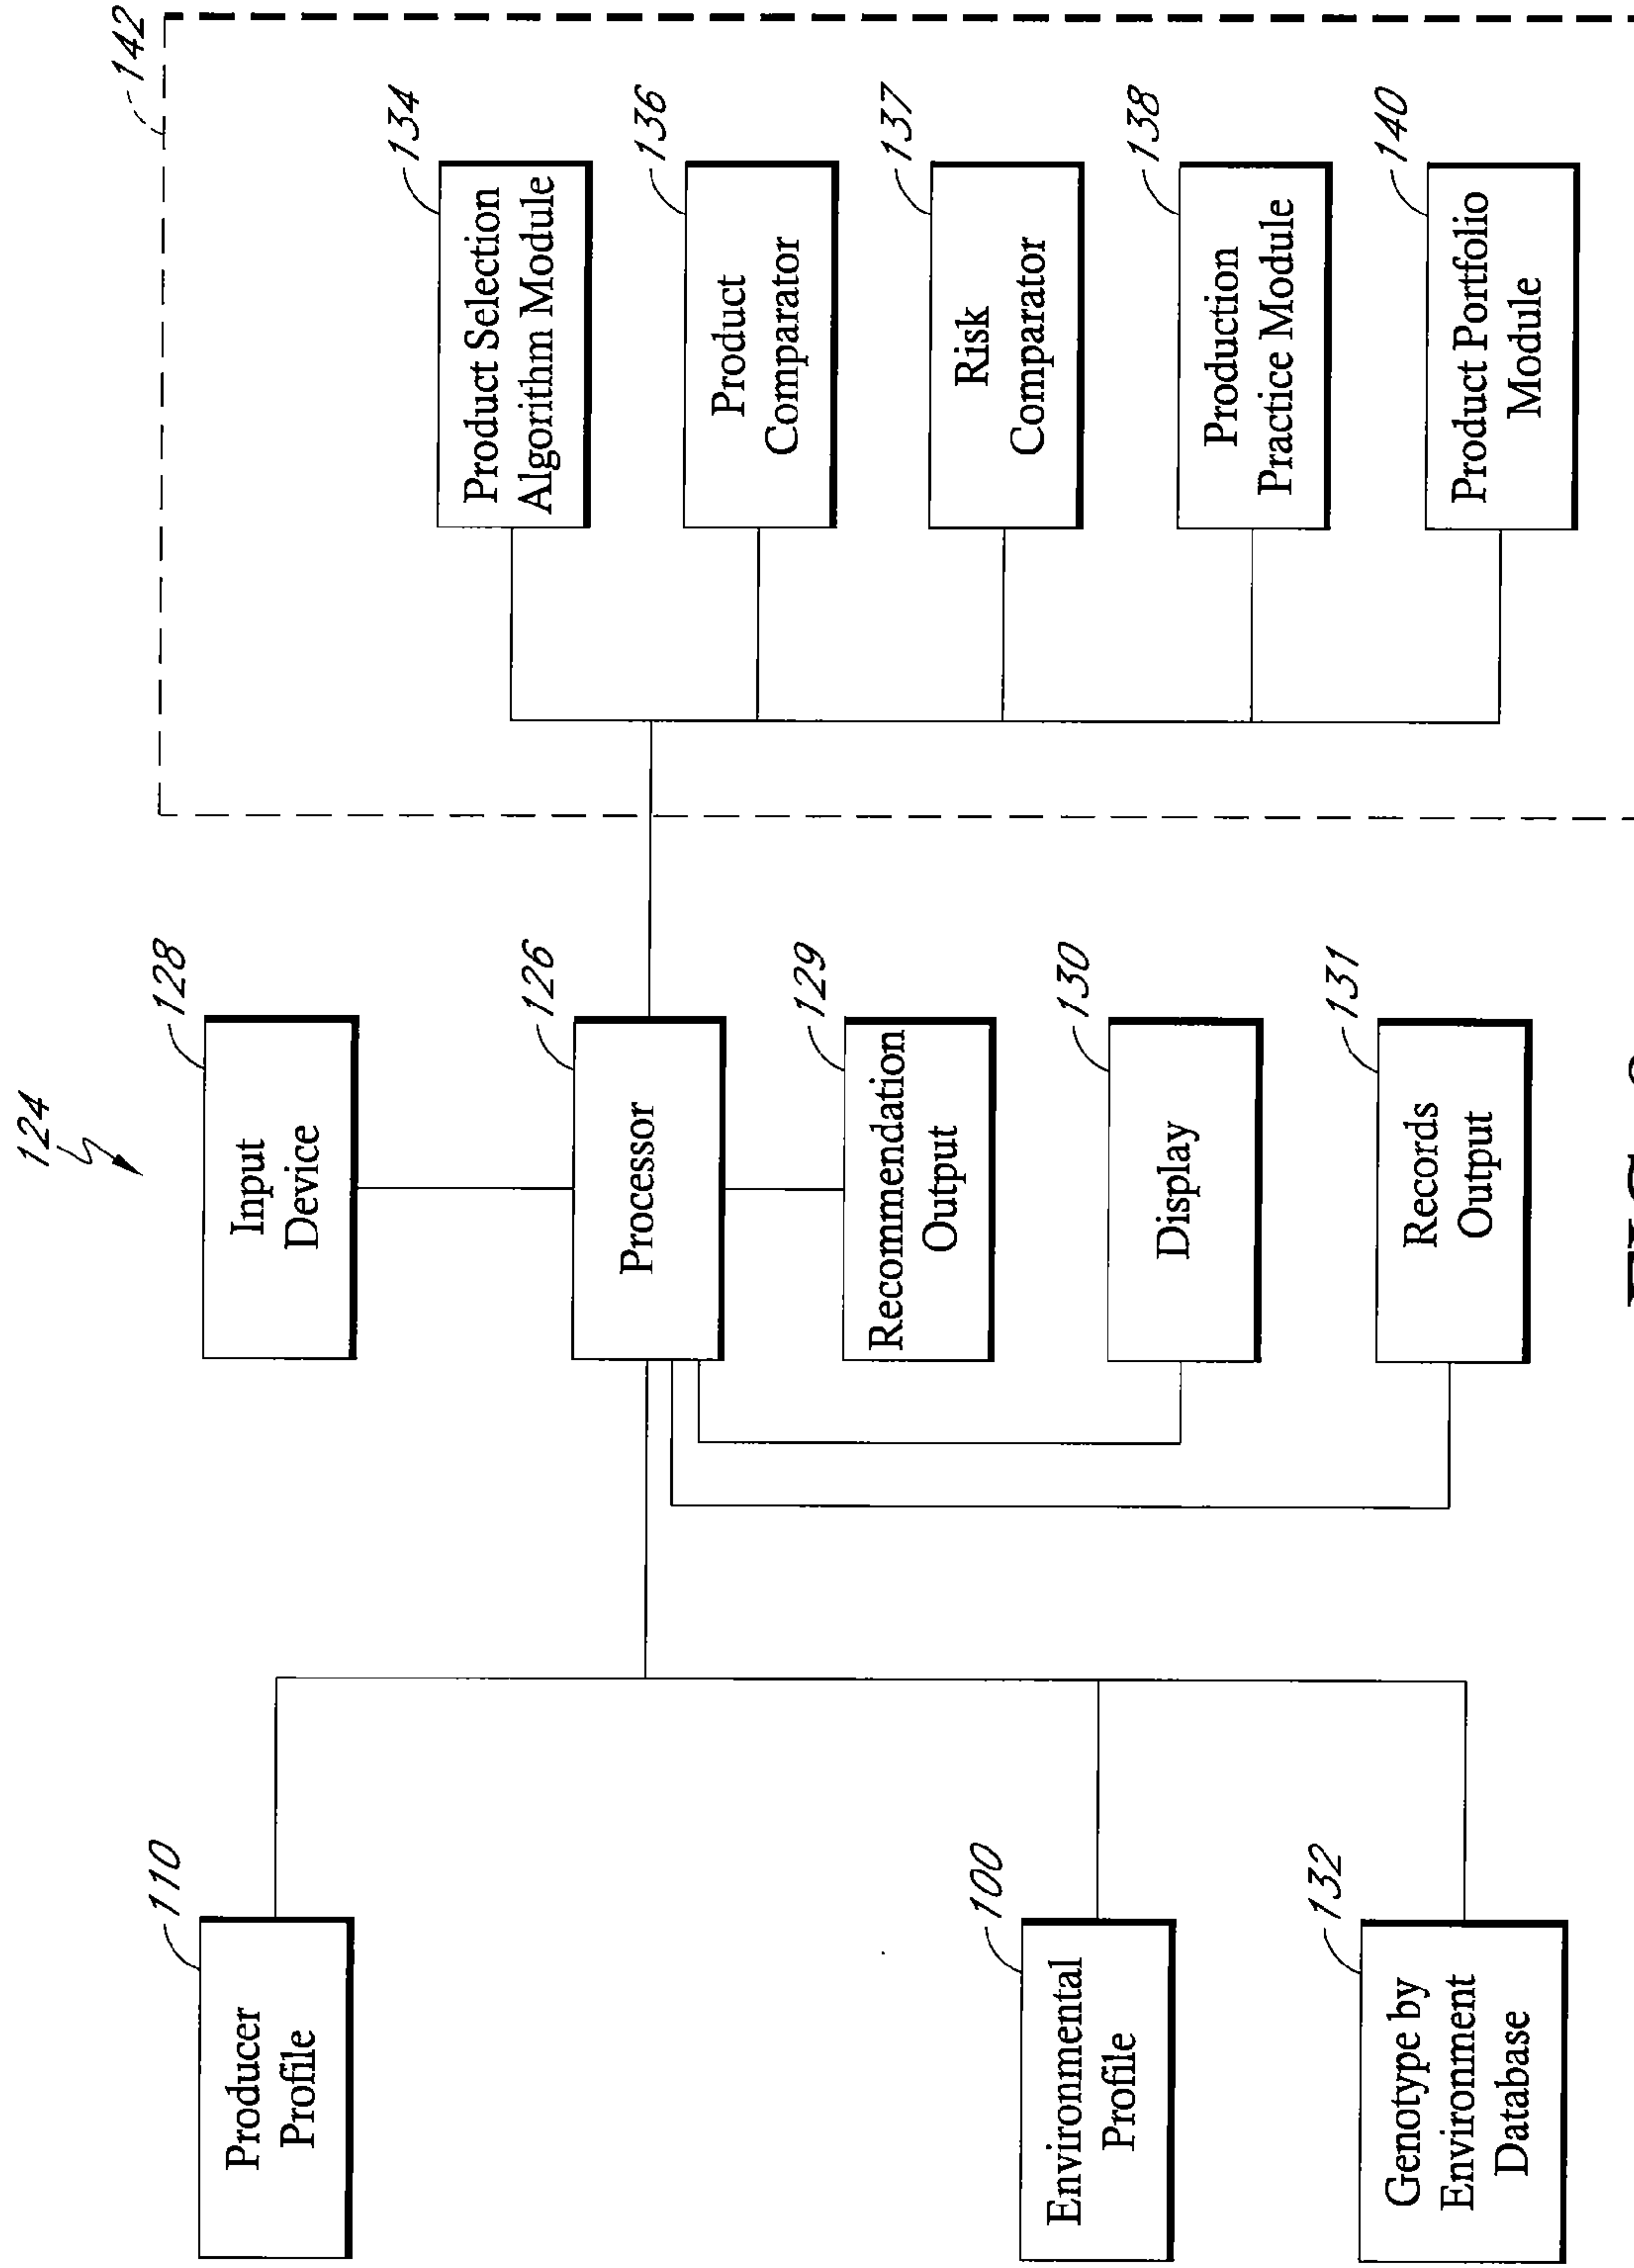 124
142
110
Producer
Profile
100
Environmental
Profile
132
Genotype by
Environment
Database
128
Input
Device
126
Processor
129
Recommendation
Output
130
Display
131
Records
Output
134
Product Selection
Algorithm Module
136
Product
Comparator
137
Risk
Comparator
138
Production
Practice Module
140
Product Portfolio
Module